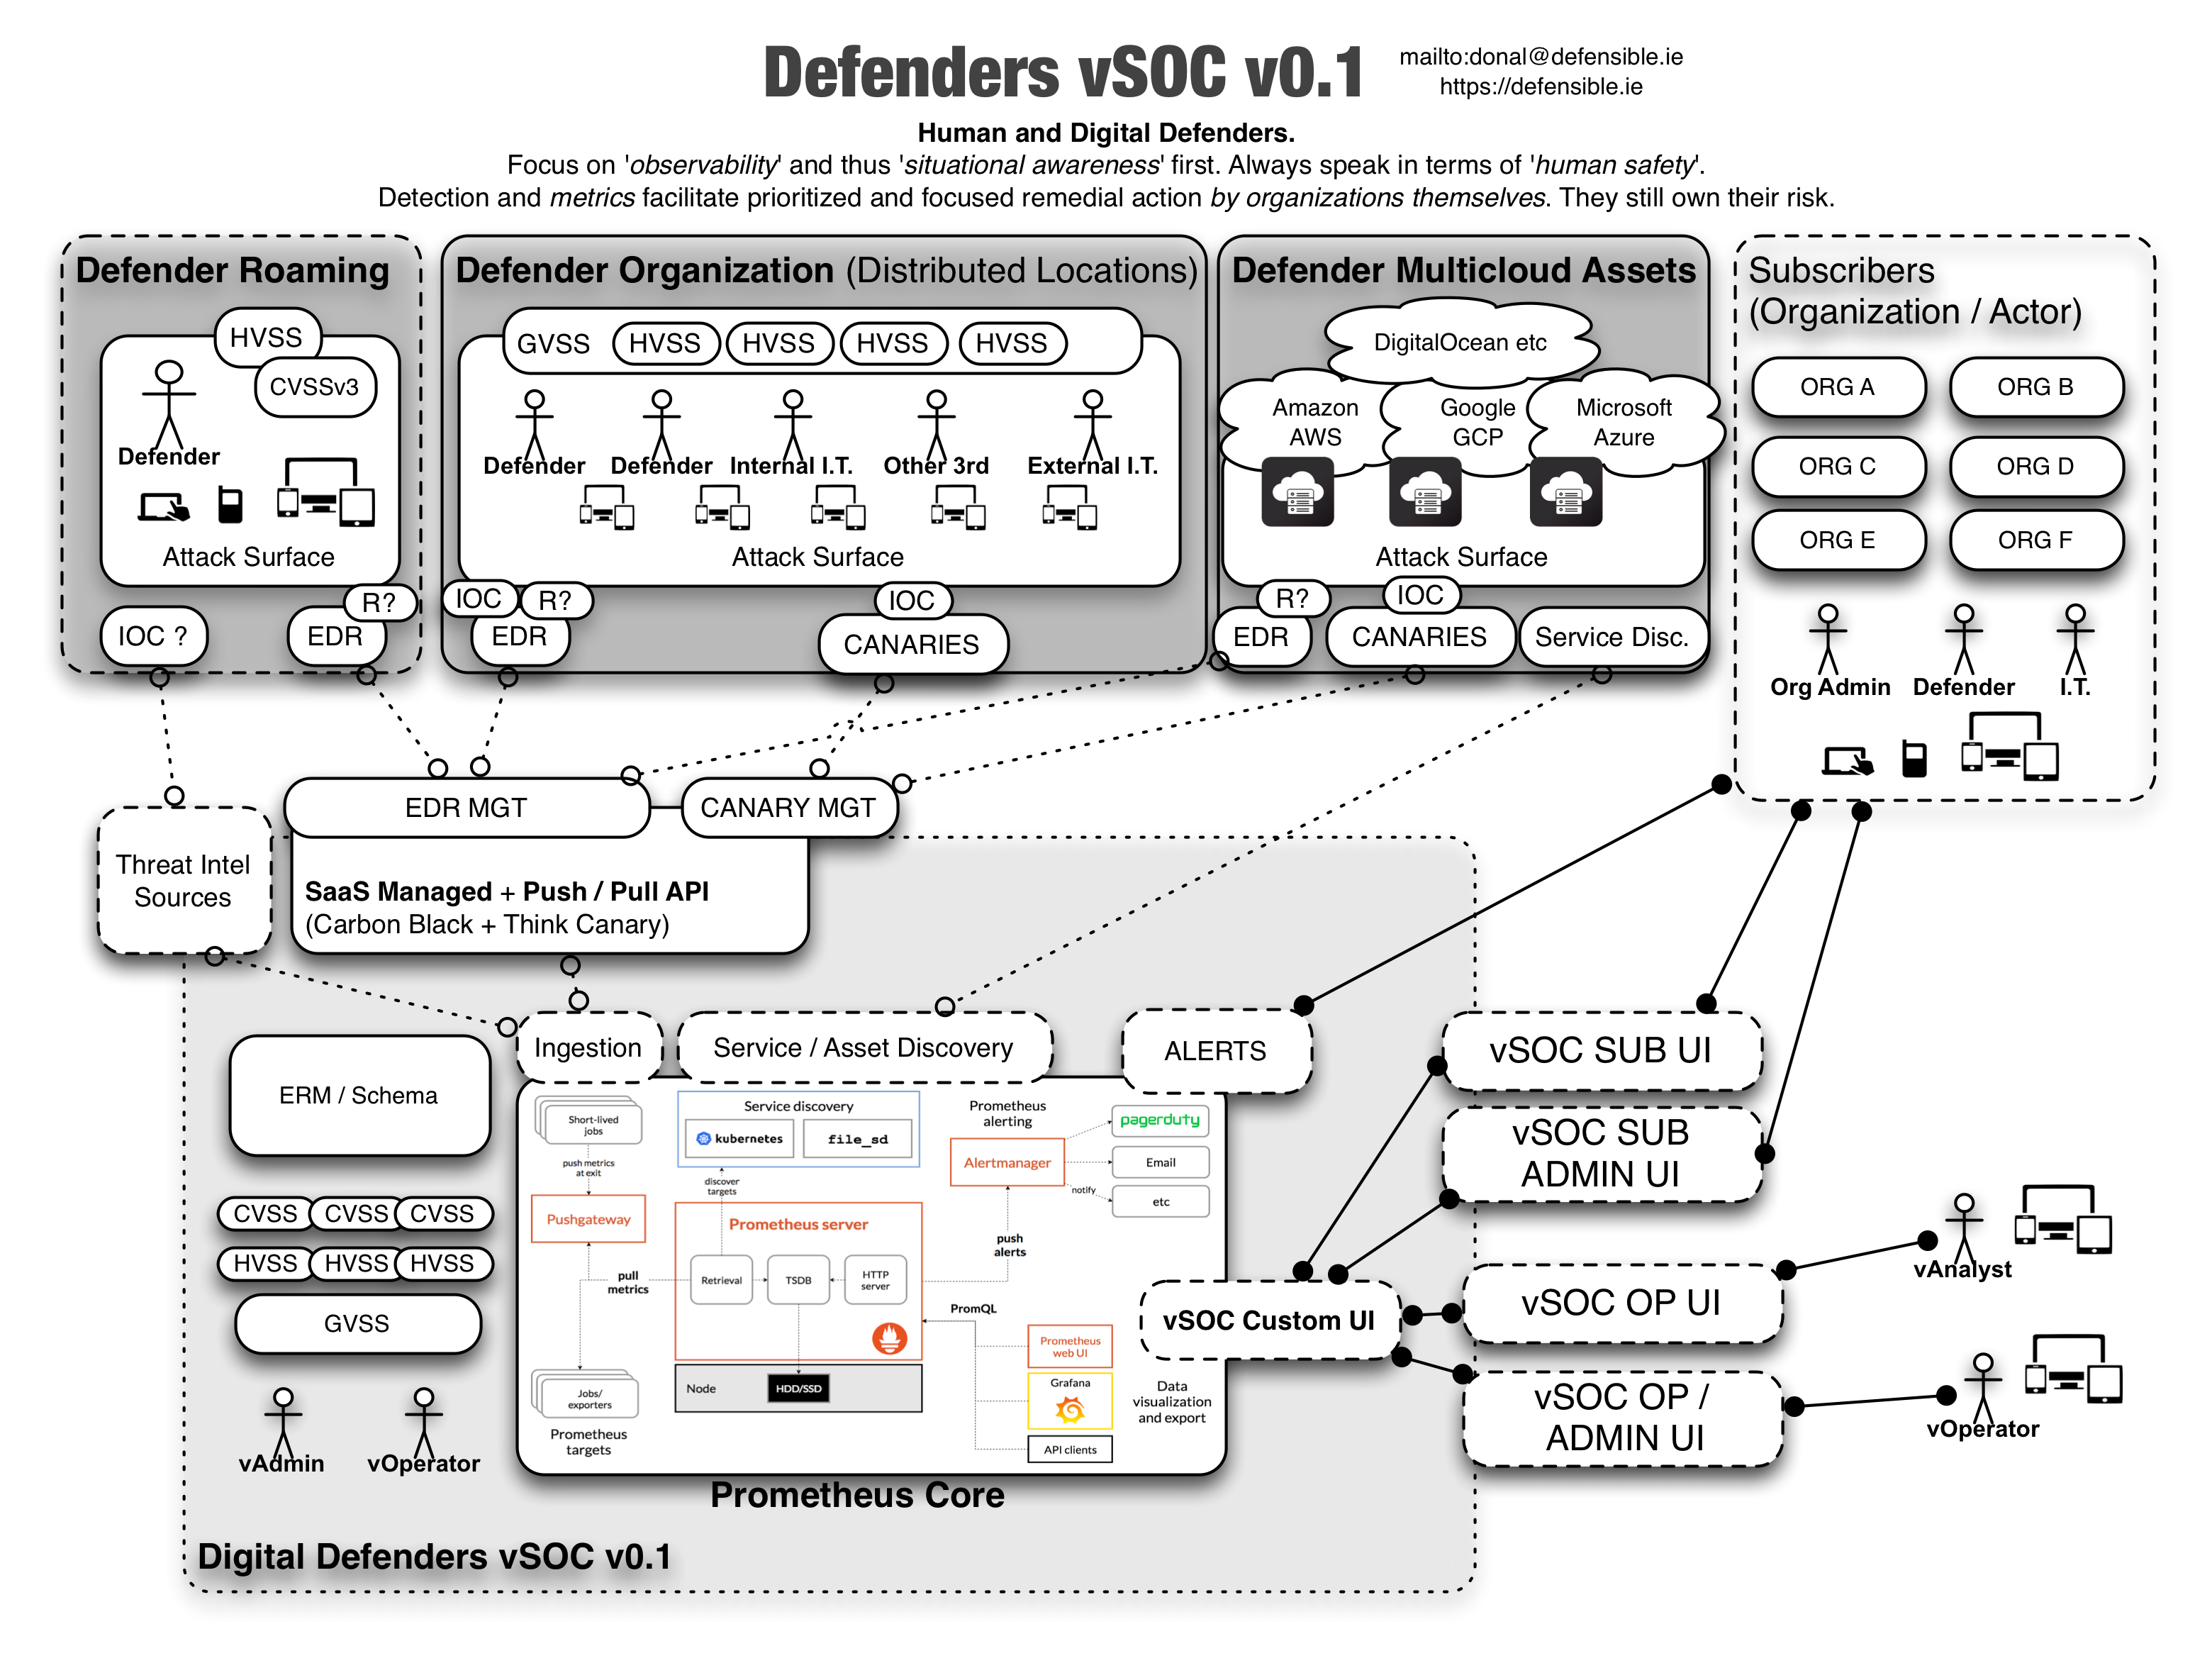 Defenders vSOC v0.1
mailto:donal@defensible.ie
https://defensible.ie
Human and Digital Defenders.
Focus on 'observability' and thus 'situational awareness' first. Always speak in terms of 'human safety'.
Detection and metrics facilitate prioritized and focused remedial action by organizations themselves. They still own their risk.
Defender Roaming
HVSS
CVSSv3
Defender
Attack Surface
IOC ?
R?
EDR
Defender Organization (Distributed Locations)
GVSS
HVSS
HVSS
HVSS
HVSS
Defender
Defender
Internal I.T.
Other 3rd
External I.T.
Attack Surface
IOC
R?
EDR
IOC
CANARIES
Defender Multicloud Assets
DigitalOcean etc
Amazon
AWS
Google
GCP
Microsoft
Azure
Attack Surface
R?
EDR
IOC
CANARIES
Service Disc.
Subscribers
(Organization / Actor)
ORG A
ORG B
ORG C
ORG D
ORG E
ORG F
Org Admin
Defender
I.T.
Threat Intel
Sources
EDR MGT
CANARY MGT
SaaS Managed + Push / Pull API
(Carbon Black + Think Canary)
Ingestion
Service / Asset Discovery
ALERTS
ERM / Schema
CVSS
CVSS
CVSS
HVSS
HVSS
HVSS
GVSS
vAdmin
vOperator
Short-lived
jobs
push metrics
at exit
Pushgateway
pull
metrics
Jobs/
exporters
Prometheus
targets
Service discovery
kubernetes
file_sd
discover
targets
Prometheus server
Retrieval
TSDB
HTTP
server
Node
HDD/SSD
Prometheus
alerting
Alertmanager
pagerduty
Email
notify
etc
push
alerts
PromQL
Prometheus
web UI
Grafana
API clients
Data
visualization
and export
Prometheus Core
vSOC Custom UI
vSOC SUB UI
vSOC SUB
ADMIN UI
vSOC OP UI
vSOC OP /
ADMIN UI
vAnalyst
vOperator
Digital Defenders vSOC v0.1